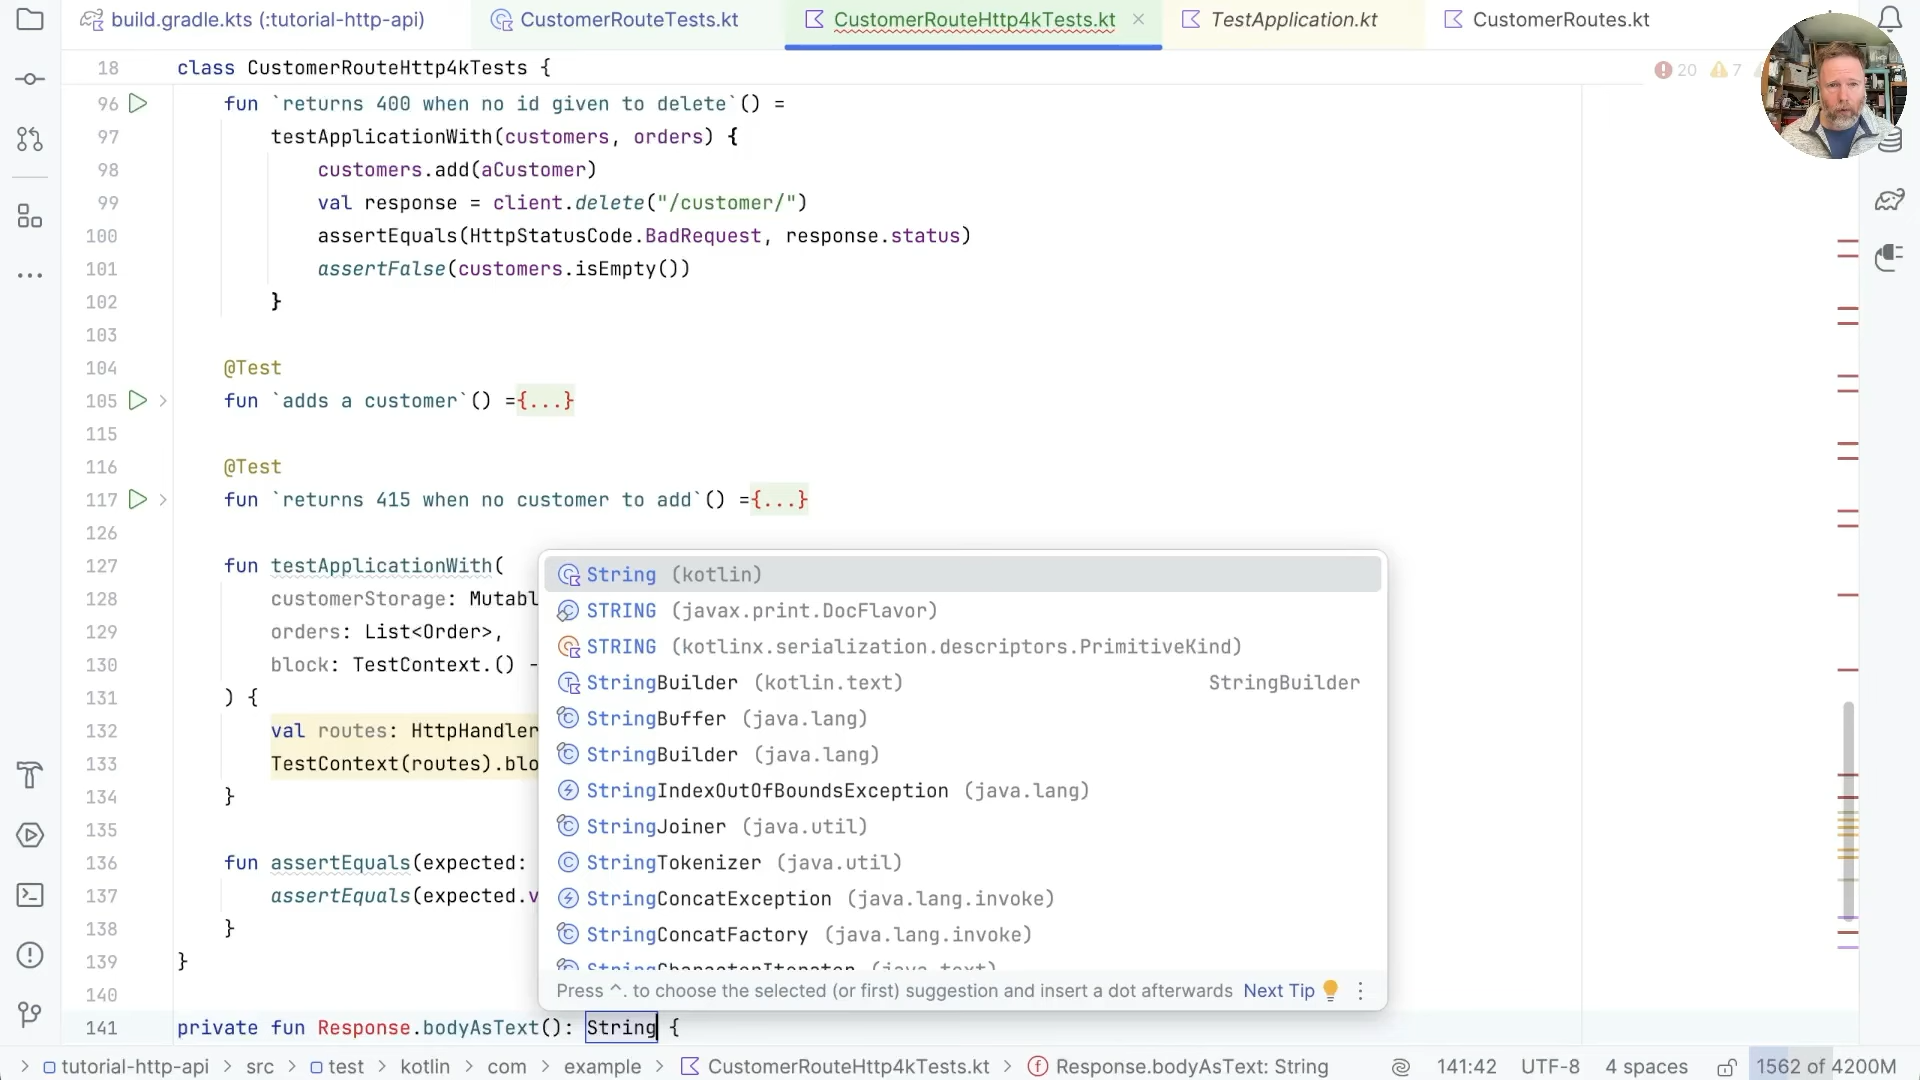 build.gradle.kts (:tutorial-http-api)
CustomerRouteTests.kt
CustomerRouteHttp4kTests.kt
TestApplication.kt
CustomerRoutes.kt
18 class CustomerRouteHttp4kTests {
20 7
96 fun `returns 400 when no id given to delete`() =
97 testApplicationWith(customers, orders) {
98 customers.add(aCustomer)
99 val response = client.delete("/customer/")
100 assertEquals(HttpStatusCode.BadRequest, response.status)
101 assertFalse(customers.isEmpty())
102 }
103
104 @Test
105 fun `adds a customer`() ={...}
115
116 @Test
117 fun `returns 415 when no customer to add`() ={...}
126
127 fun testApplicationWith(
128 customerStorage: Mutabl
129 orders: List<Order>,
130 block: TestContext.() -
131 ) {
132 val routes: HttpHandler
133 TestContext(routes).blo
134 }
135
136 fun assertEquals(expected:
137 assertEquals(expected.v
138 }
139 }
140
141 private fun Response.bodyAsText(): String {
String (kotlin)
STRING (javax.print.DocFlavor)
STRING (kotlinx.serialization.descriptors.PrimitiveKind)
StringBuilder (kotlin.text) StringBuilder
StringBuffer (java.lang)
StringBuilder (java.lang)
StringIndexOutOfBoundsException (java.lang)
StringJoiner (java.util)
StringTokenizer (java.util)
StringConcatException (java.lang.invoke)
StringConcatFactory (java.lang.invoke)
StringCharacterIterator (java.text)
Press ^. to choose the selected (or first) suggestion and insert a dot afterwards Next Tip
tutorial-http-api > src > test > kotlin > com > example > CustomerRouteHttp4kTests.kt > Response.bodyAsText: String
141:42 UTF-8 4 spaces 1562 of 4200M